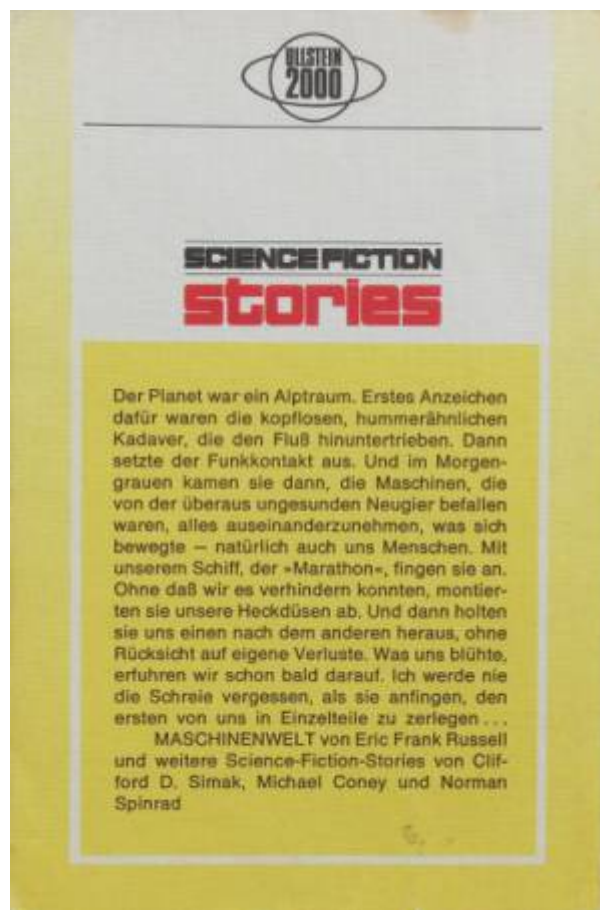 ULLSTEIN
2000
SCIENCE FICTION
stories
Der Planet war ein Alptraum. Erstes Anzeichen
dafür waren die kopflosen, hummerähnlichen
Kadaver, die den Fluß hinuntertrieben. Dann
setzte der Funkkontakt aus. Und im Morgen-
grauen kamen sie dann, die Maschinen, die
von der überaus ungesunden Neugier befallen
waren, alles auseinanderzunehmen, was sich
bewegte — natürlich auch uns Menschen. Mit
unserem Schiff, der »Marathon«, fingen sie an.
Ohne daß wir es verhindern konnten, montier-
ten sie unsere Heckdüsen ab. Und dann holten
sie uns einen nach dem anderen heraus, ohne
Rücksicht auf eigene Verluste. Was uns blühte,
erfuhren wir schon bald darauf. Ich werde nie
die Schreie vergessen, als sie anfingen, den
ersten von uns in Einzelteile zu zerlegen...
MASCHINENWELT von Eric Frank Russell
und weitere Science-Fiction-Stories von Clif-
ford D. Simak, Michael Coney und Norman
Spinrad